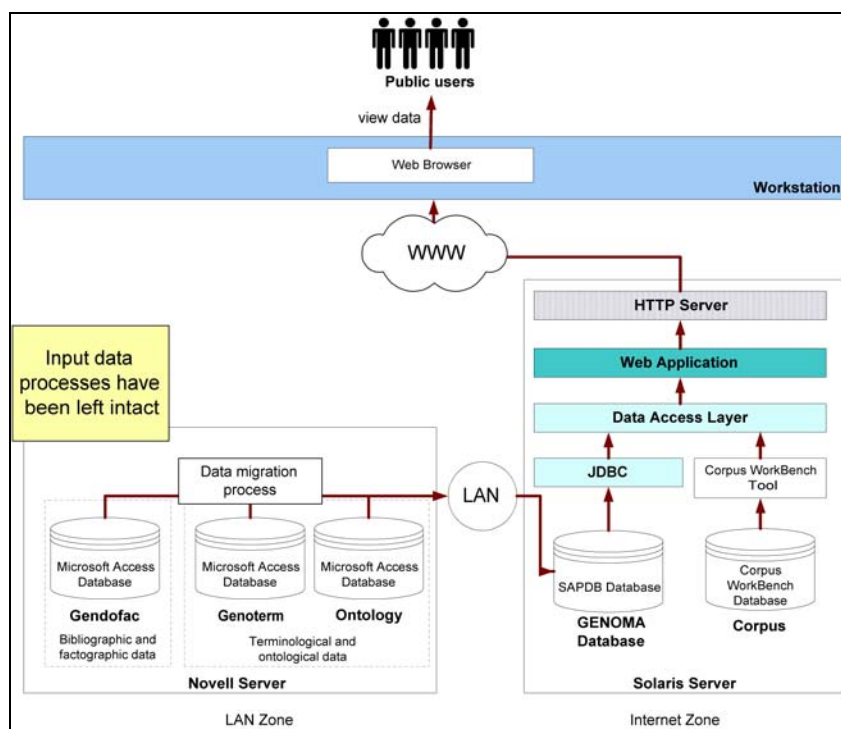 Public users
view data
Web Browser
Workstation
WWW
HTTP Server
Web Application
Data Access Layer
JDBC
Corpus WorkBench
Tool
Input data
processes have
been left intact
Data migration
process
LAN
Microsoft Access
Database
Gendofac
Bibliographic and
factographic data
Microsoft Access
Database
Genoterm
Microsoft Access
Database
Ontology
Terminological and
ontological data
Novell Server
LAN Zone
SAPDB Database
GENOMA
Database
Corpus
WorkBench
Database
Corpus
Solaris Server
Internet Zone